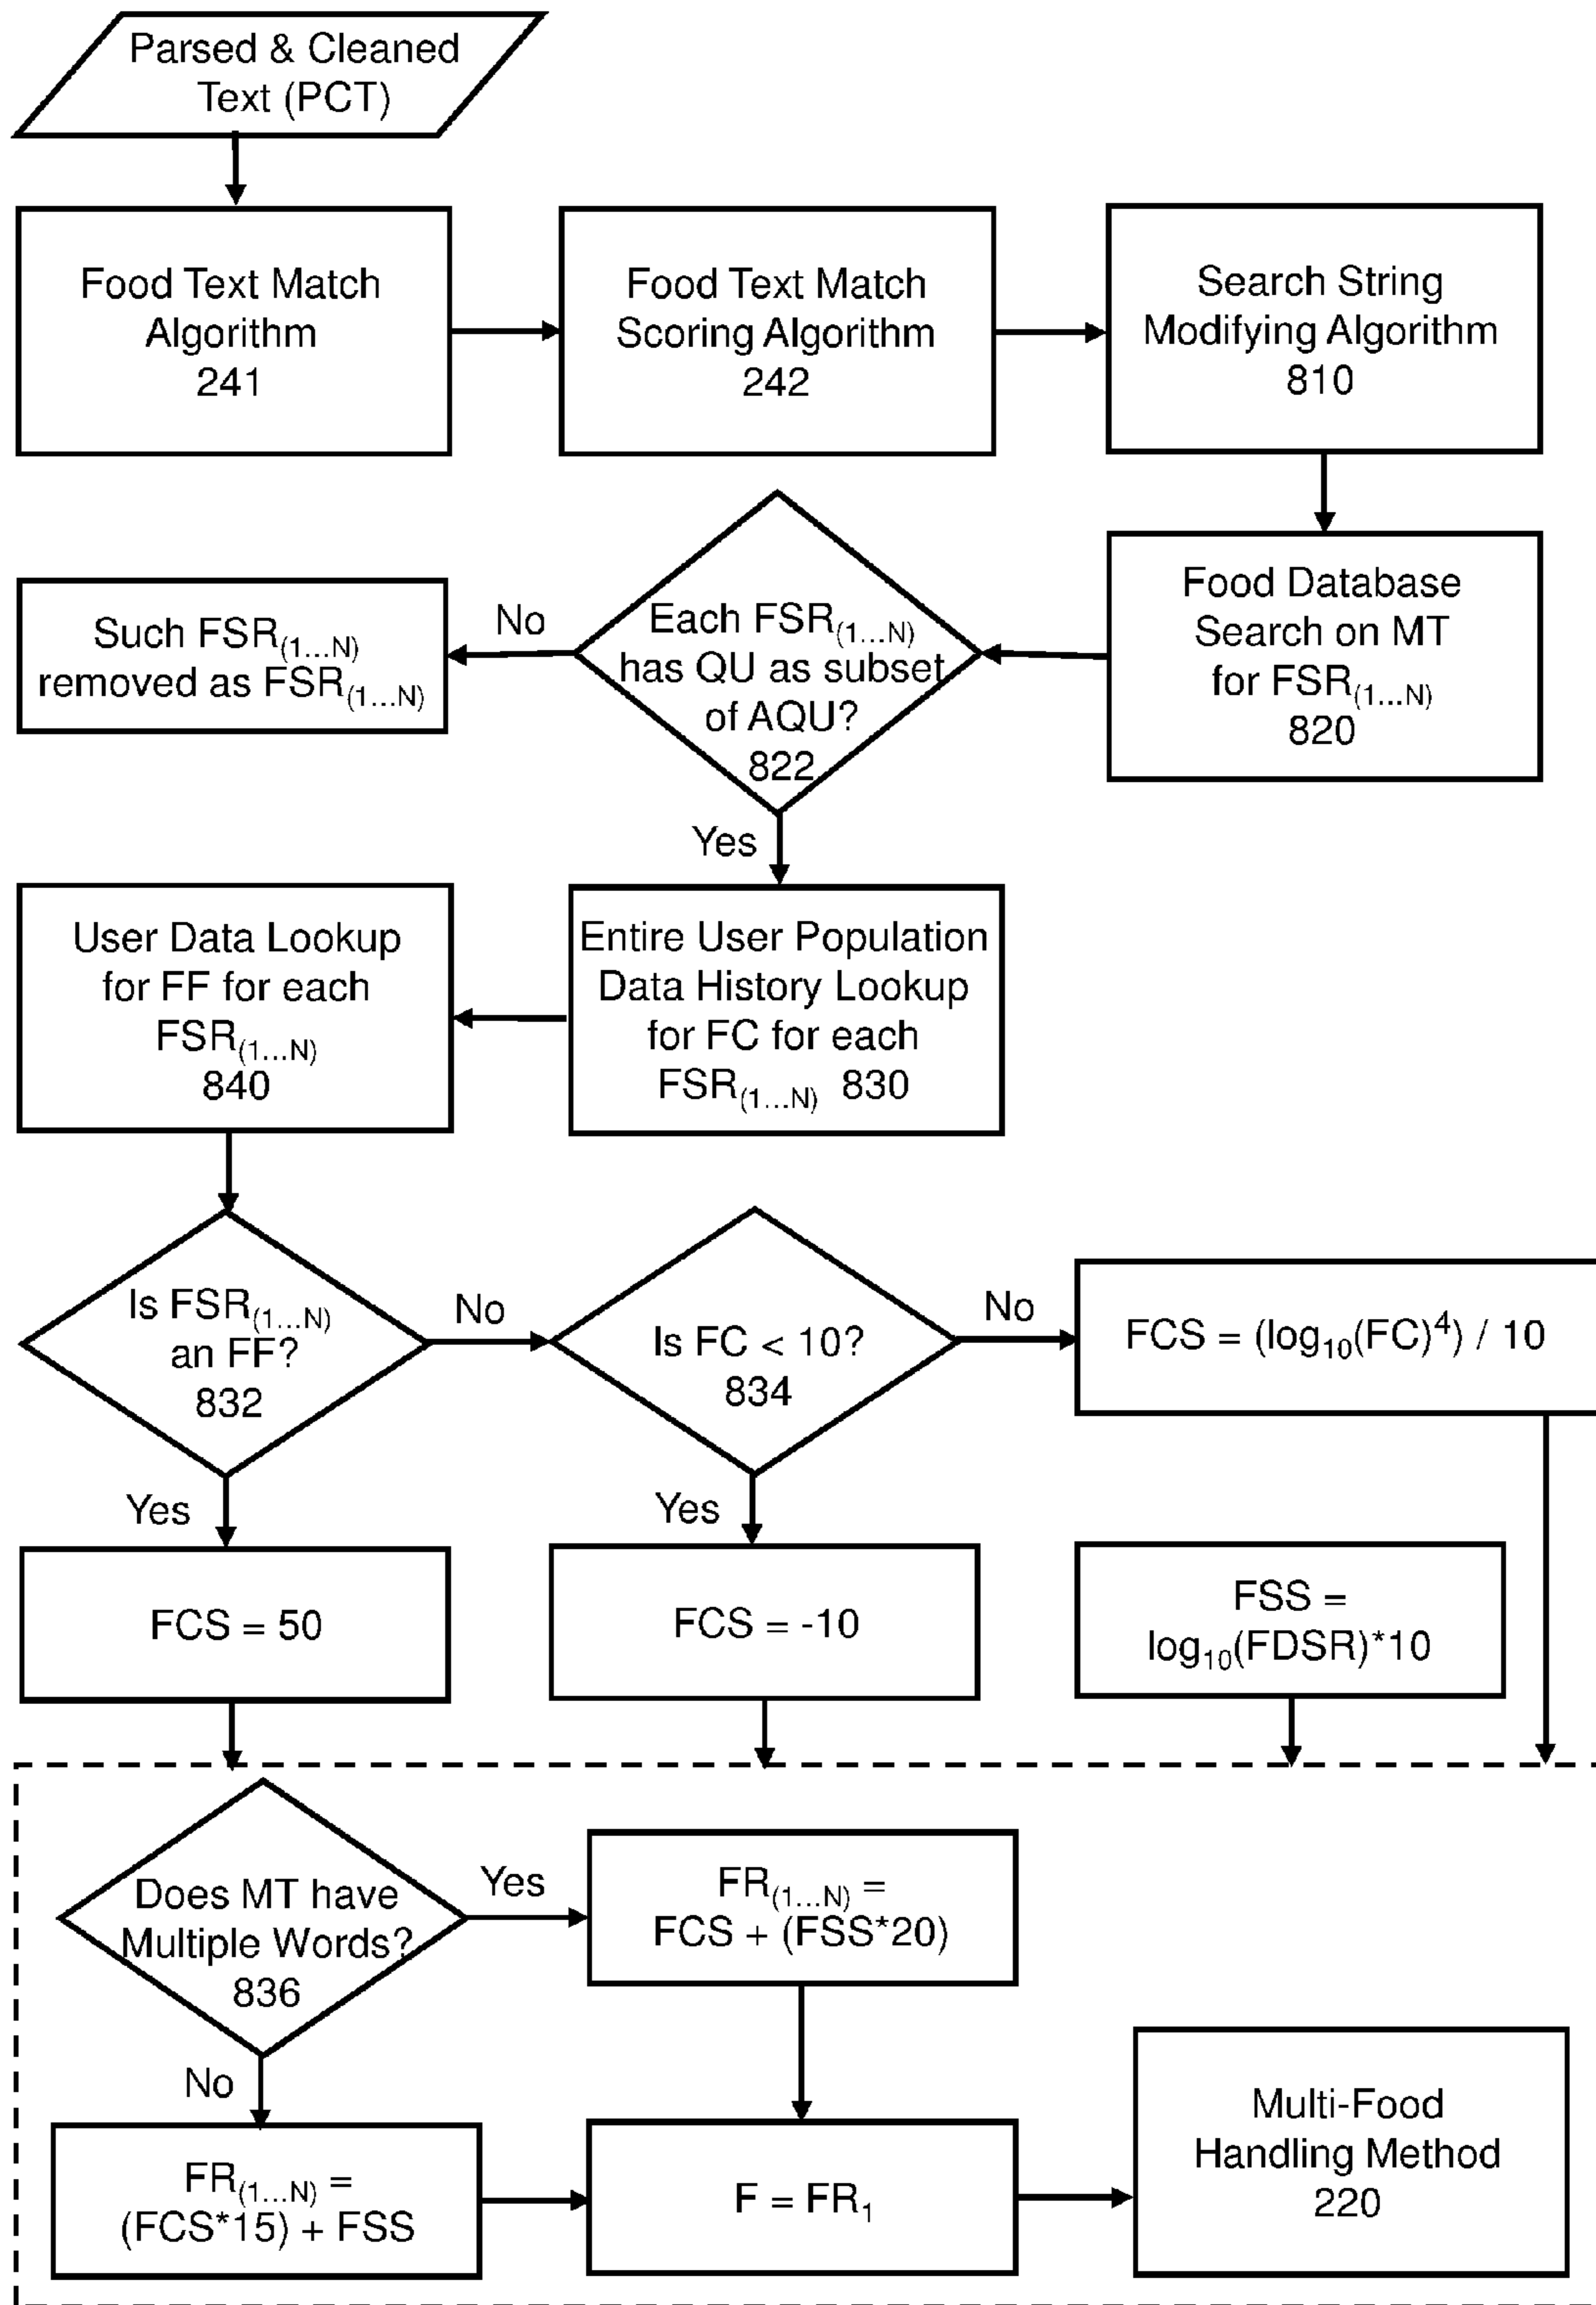 Parsed & Cleaned
Text (PCT)
Food Text Match
Algorithm
241
Food Text Match
Scoring Algorithm
242
Search String
Modifying Algorithm
810
Food Database
Search on MT
for FSR(1...N)
820
Each FSR(1...N)
has QU as subset
of AQU?
822
No
Such FSR(1...N)
removed as FSR(1...N)
Yes
Entire User Population
Data History Lookup
for FC for each
FSR(1...N) 830
User Data Lookup
for FF for each
FSR(1...N)
840
Is FSR(1...N)
an FF?
832
No
Is FC < 10?
834
No
FCS = (log₁₀(FC)⁴) / 10
Yes
FCS = 50
Yes
FCS = -10
FSS =
log₁₀(FDSR)*10
Does MT have
Multiple Words?
836
Yes
FR(1...N) =
FCS + (FSS*20)
No
FR(1...N) =
(FCS*15) + FSS
F = FR₁
Multi-Food
Handling Method
220